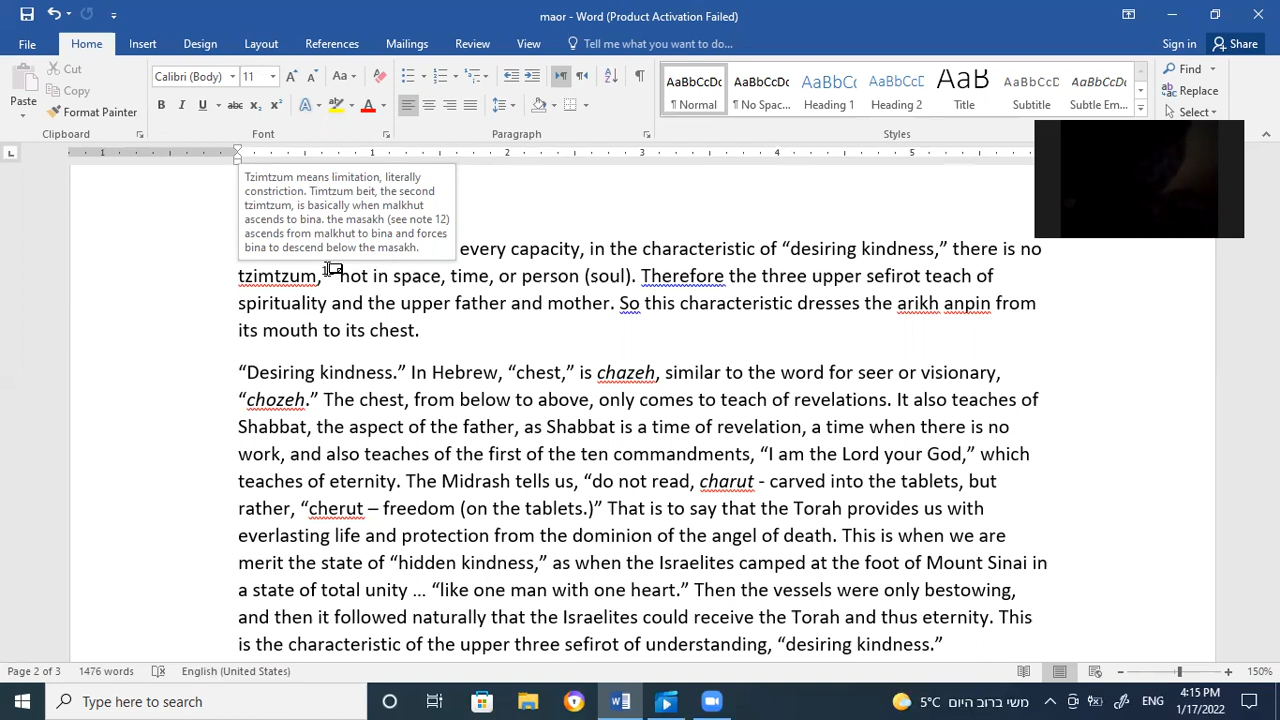 maor - Word (Product Activation Failed)
File Home Insert Design Layout References Mailings Review View Tell me what you want to do... Sign in Share
Paste Cut Copy Format Painter
Calibri (Body) 11
AaBbCcDc AaBbCcDc AaBbCc AaBbCcD AaB AaBbCcD AaBbCcD
¶ Normal ¶ No Spac... Heading Heading 2 Title Subtitle Subtle Em...
Find Replace Select
Clipboard Font Paragraph Styles
1 1 2 3 4 5
Tzimtzum means limitation, literally
constriction. Timtzum beit, the second
tzimtzum, is basically when malkhut
ascends to bina. the masakh (see note 12)
ascends from malkhut to bina and forces
bina to descend below the masakh.
every capacity, in the characteristic of “desiring kindness,” there is no
tzimtzum, not in space, time, or person (soul). Therefore the three upper sefirot teach of
spirituality and the upper father and mother. So this characteristic dresses the arikh anpin from
its mouth to its chest.
“Desiring kindness.” In Hebrew, “chest,” is chazeh, similar to the word for seer or visionary,
“chozeh.” The chest, from below to above, only comes to teach of revelations. It also teaches of
Shabbat, the aspect of the father, as Shabbat is a time of revelation, a time when there is no
work, and also teaches of the first of the ten commandments, “I am the Lord your God,” which
teaches of eternity. The Midrash tells us, “do not read, charut - carved into the tablets, but
rather, “cherut – freedom (on the tablets.)” That is to say that the Torah provides us with
everlasting life and protection from the dominion of the angel of death. This is when we are
merit the state of “hidden kindness,” as when the Israelites camped at the foot of Mount Sinai in
a state of total unity … “like one man with one heart.” Then the vessels were only bestowing,
and then it followed naturally that the Israelites could receive the Torah and thus eternity. This
is the characteristic of the upper three sefirot of understanding, “desiring kindness.”
Page 2 of 3 1476 words English (United States) 150%
Type here to search 5°C משי ברוב היום ENG 4:15 PM
1/17/2022